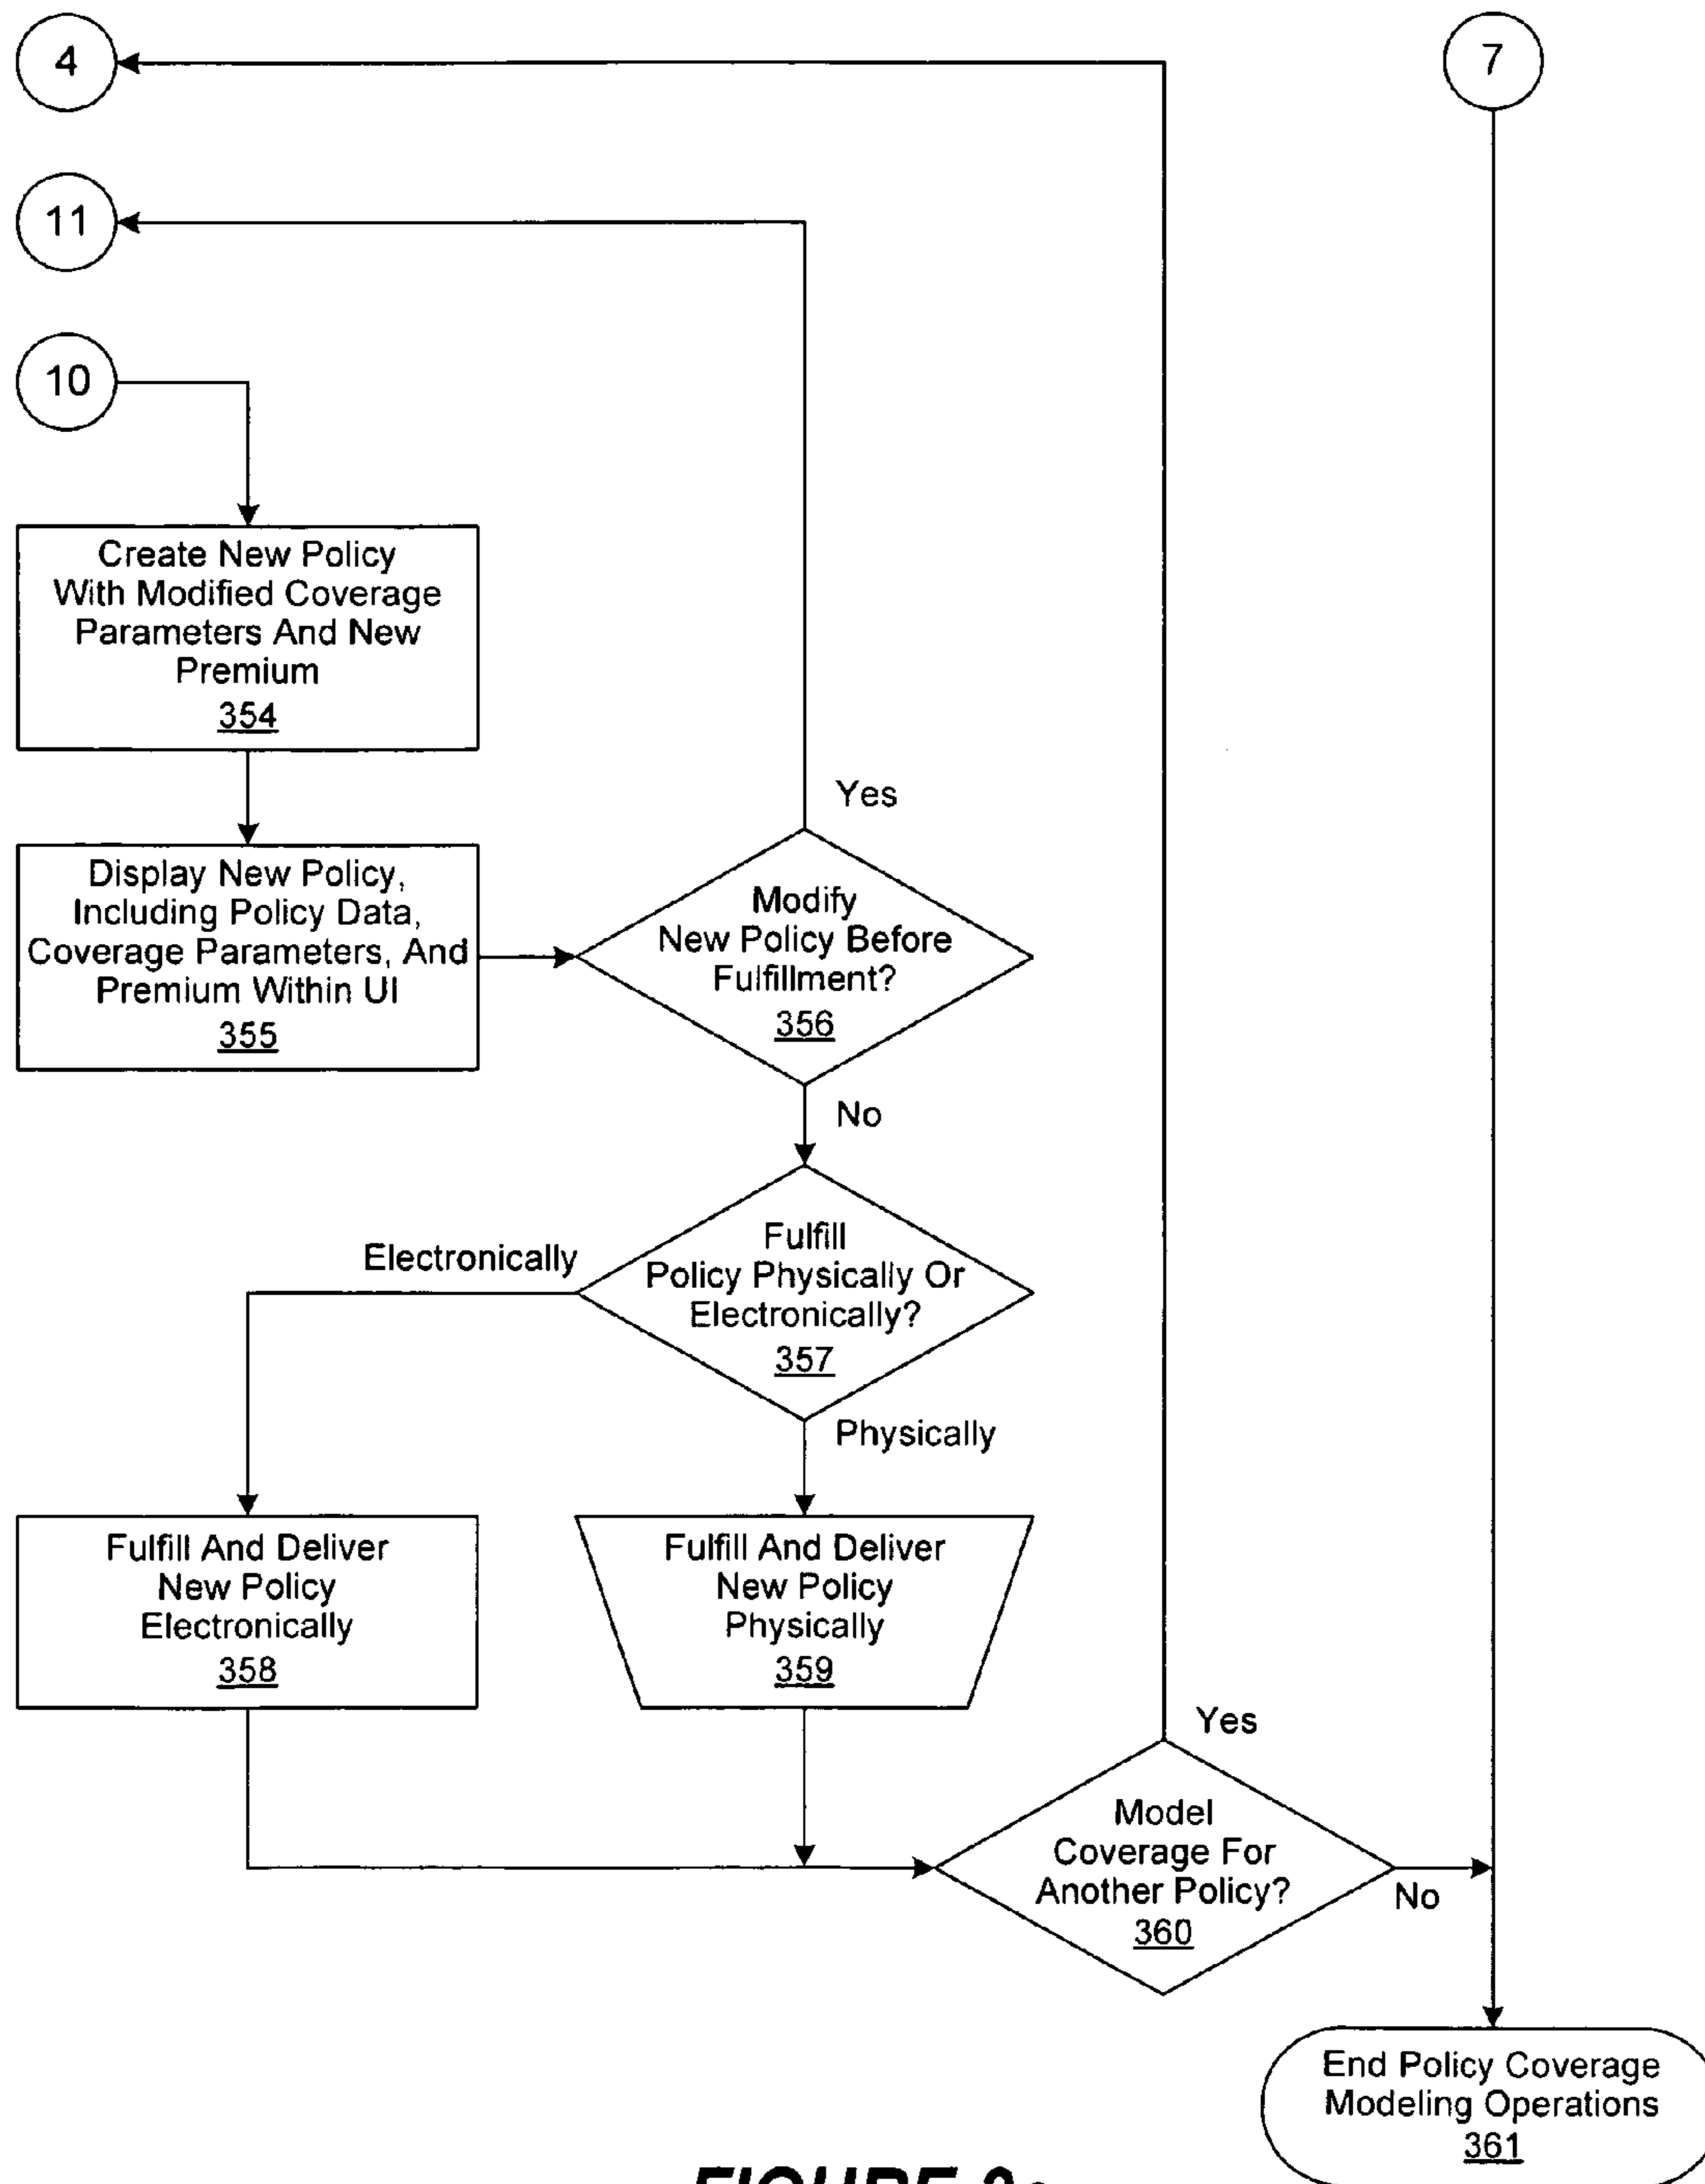 4
7
11
10
Create New Policy
With Modified Coverage
Parameters And New
Premium
354
Display New Policy,
Including Policy Data,
Coverage Parameters, And
Premium Within UI
355
Yes
Modify
New Policy Before
Fulfillment?
356
No
Fulfill
Policy Physically Or
Electronically?
357
Electronically
Physically
Fulfill And Deliver
New Policy
Electronically
358
Fulfill And Deliver
New Policy
Physically
359
Yes
Model
Coverage For
Another Policy?
360
No
End Policy Coverage
Modeling Operations
361
FIGURE